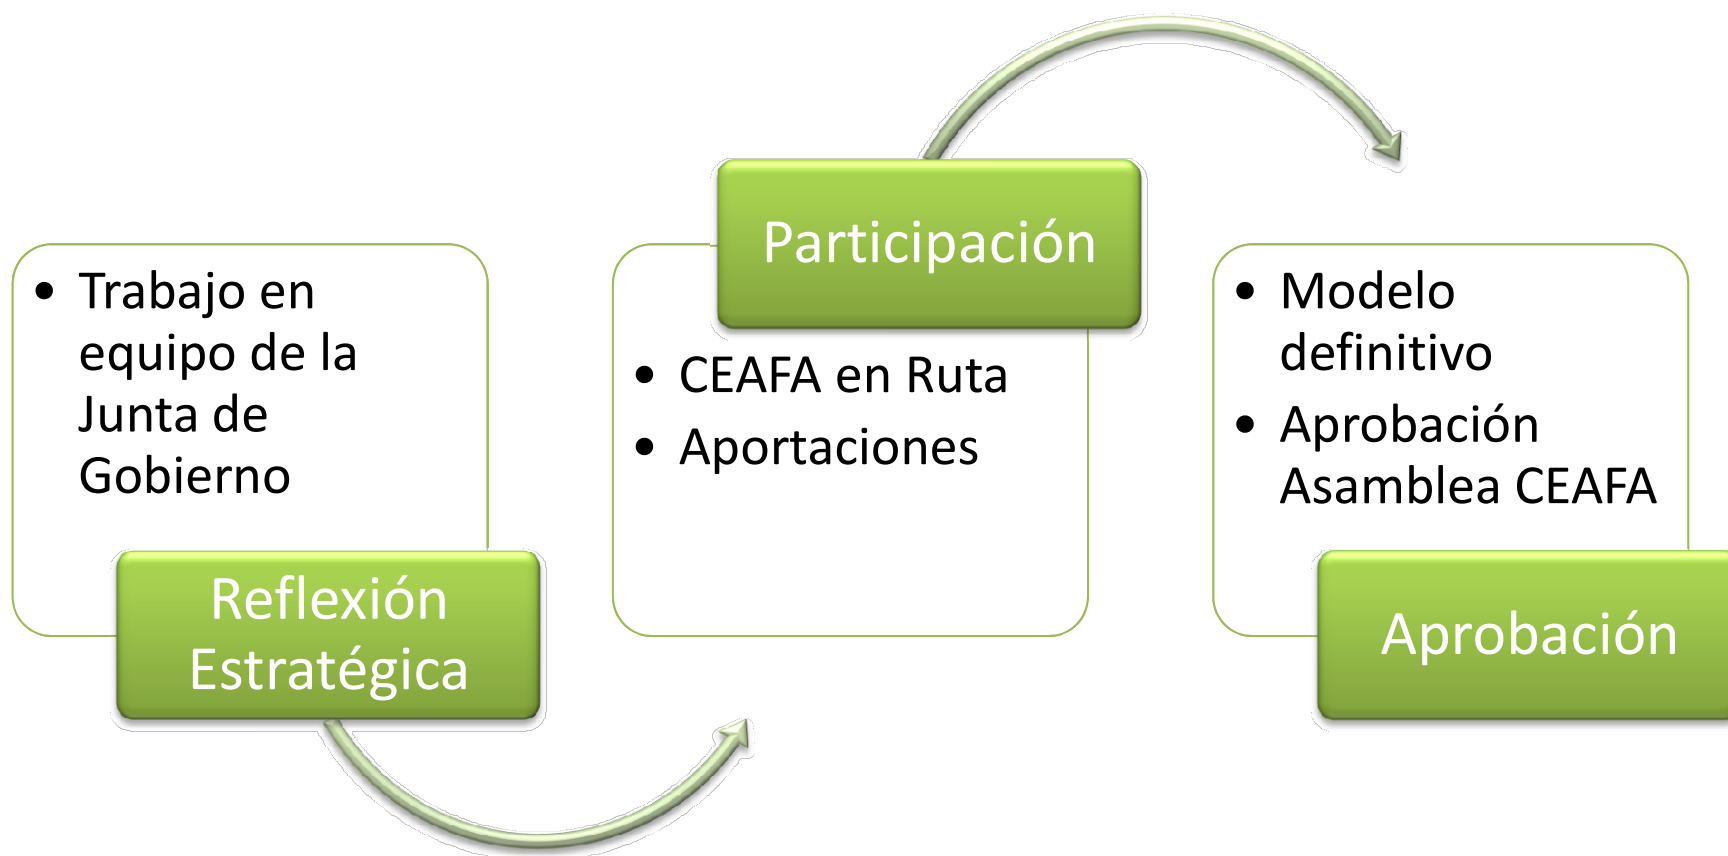 • Trabajo en
equipo de la
Junta de
Gobierno
Reflexión
Estratégica
Participación
• CEAFA en Ruta
• Aportaciones
• Modelo
definitivo
• Aprobación
Asamblea CEAFA
Aprobación